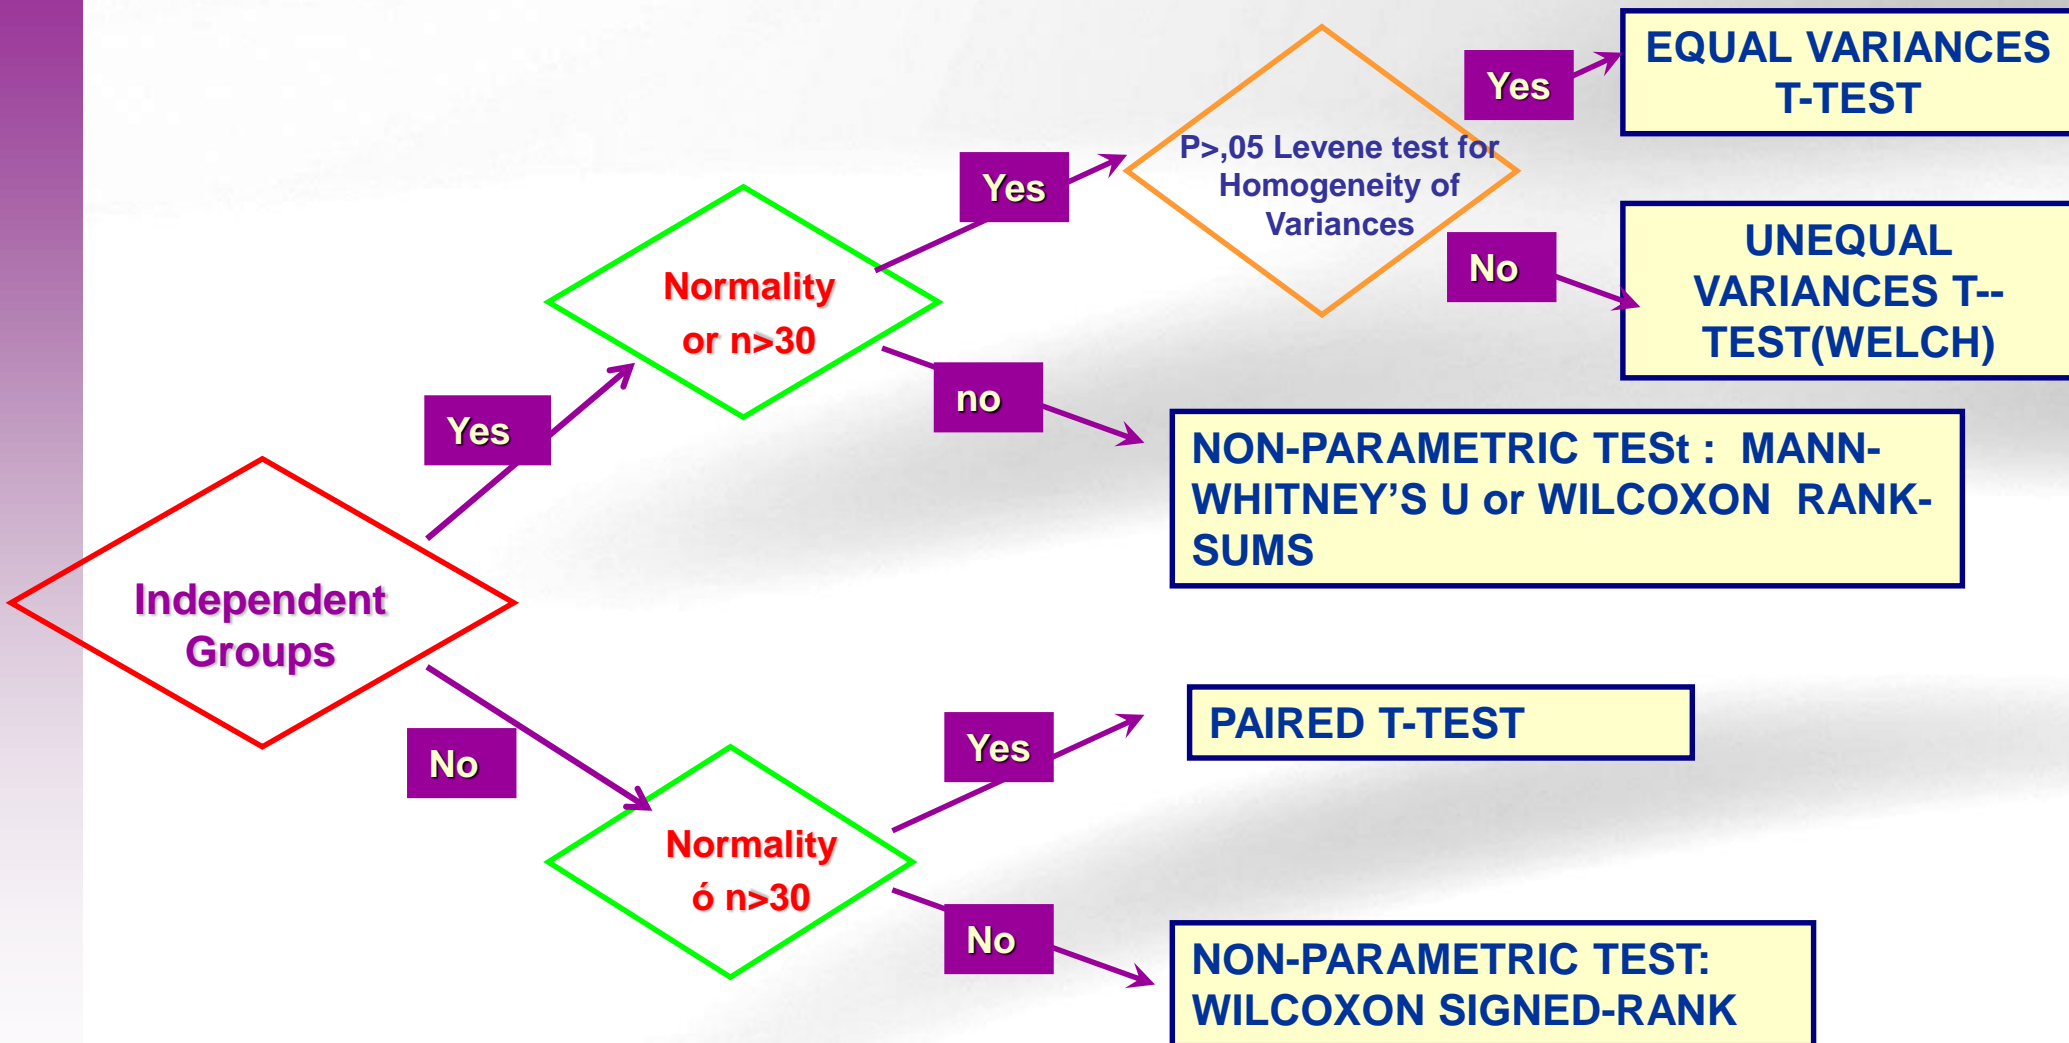 Independent
Groups
Yes
Normality
or n>30
Yes
P>,05 Levene test for
Homogeneity of
Variances
Yes
EQUAL VARIANCES
T-TEST
No
UNEQUAL
VARIANCES T--
TEST(WELCH)
no
NON-PARAMETRIC TESt : MANN-
WHITNEY’S U or WILCOXON RANK-
SUMS
No
Normality
ó n>30
Yes
PAIRED T-TEST
No
NON-PARAMETRIC TEST:
WILCOXON SIGNED-RANK